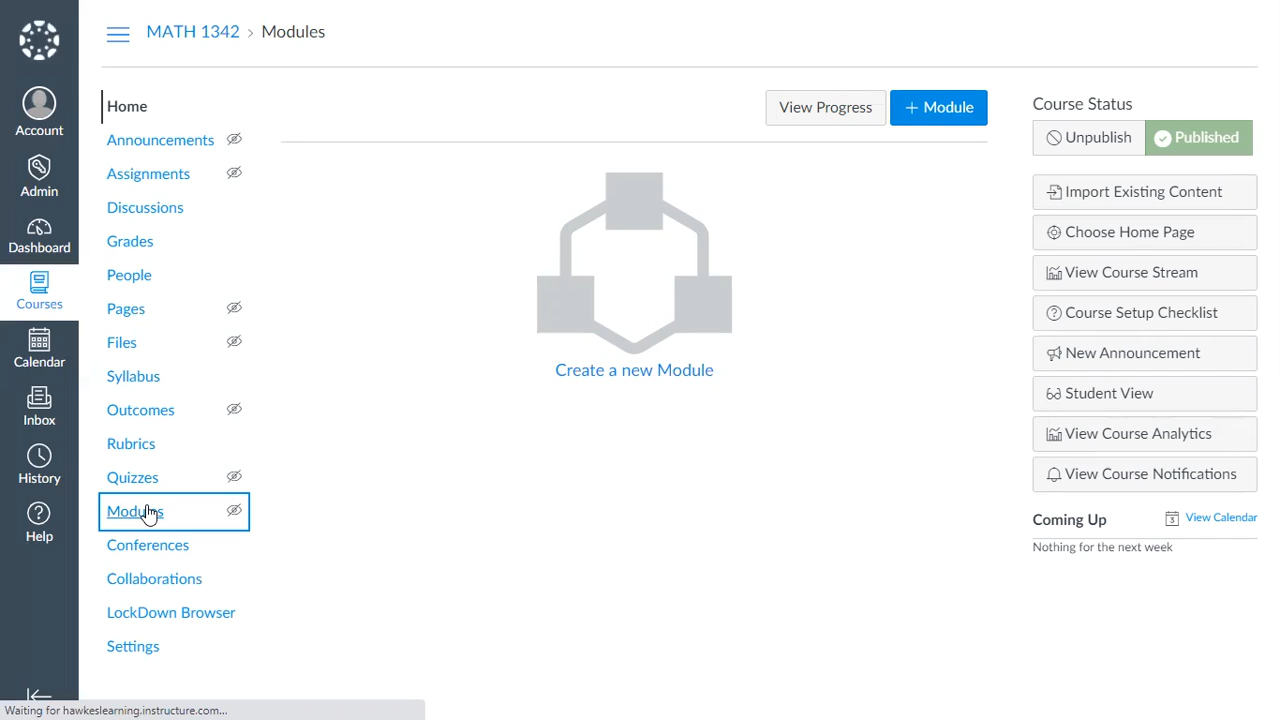 MATH 1342 > Modules
Account
Admin
Dashboard
Courses
Calendar
Inbox
History
Help
Home
Announcements
Assignments
Discussions
Grades
People
Pages
Files
Syllabus
Outcomes
Rubrics
Quizzes
Modules
Conferences
Collaborations
LockDown Browser
Settings
View Progress
+ Module
Create a new Module
Course Status
Unpublish
Published
Import Existing Content
Choose Home Page
View Course Stream
Course Setup Checklist
New Announcement
Student View
View Course Analytics
View Course Notifications
Coming Up
3 View Calendar
Nothing for the next week
Waiting for hawkeslearning.instructure.com...